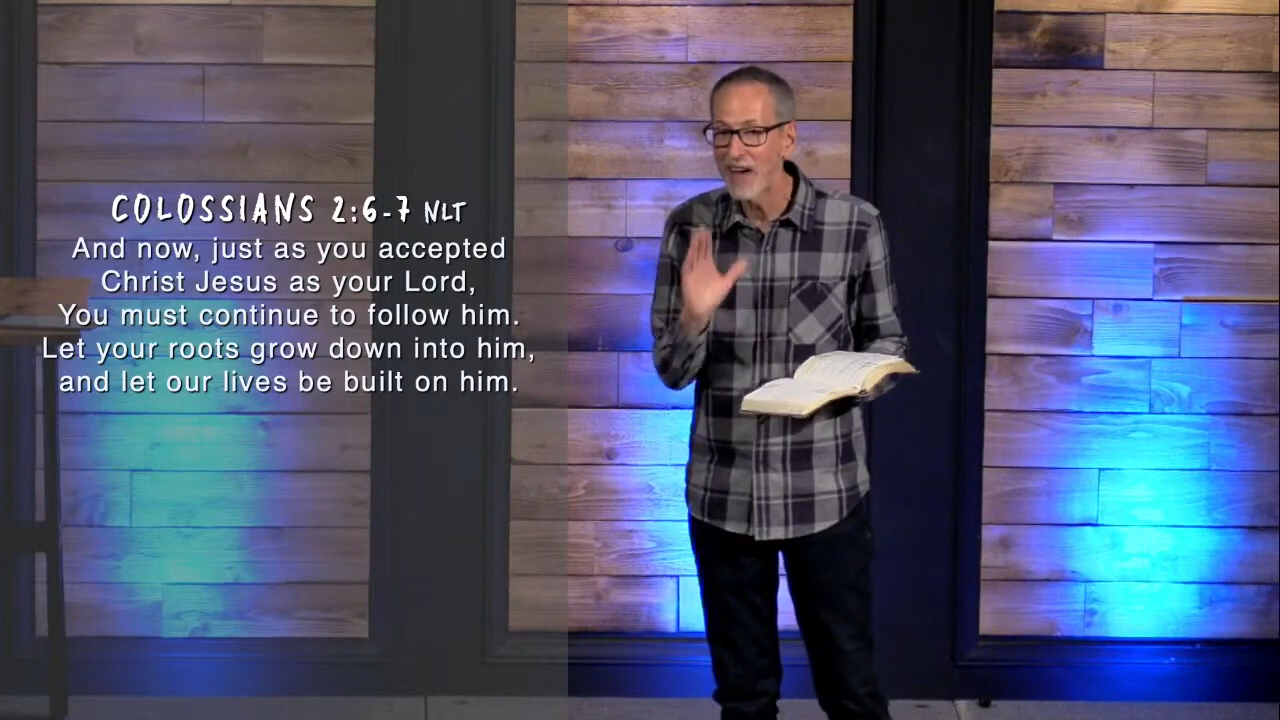 COLOSSIANS 2:6-7 NLT
And now, just as you accepted
Christ Jesus as your Lord,
You must continue to follow him.
Let your roots grow down into him,
and let our lives be built on him.